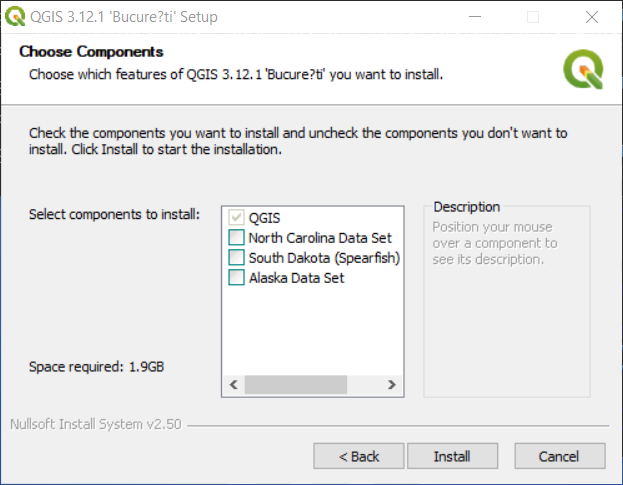 QGIS 3.12.1 'Bucure?ti' Setup
Choose Components
Choose which features of QGIS 3.12.1 'Bucure?ti' you want to install.
Check the components you want to install and uncheck the components you don't want to
install. Click Install to start the installation.
Select components to install:
QGIS
North Carolina Data Set
South Dakota (Spearfish)
Alaska Data Set
Description
Position your mouse
over a component to
see its description.
Space required: 1.9GB
Nullsoft Install System v2.50
< Back
Install
Cancel